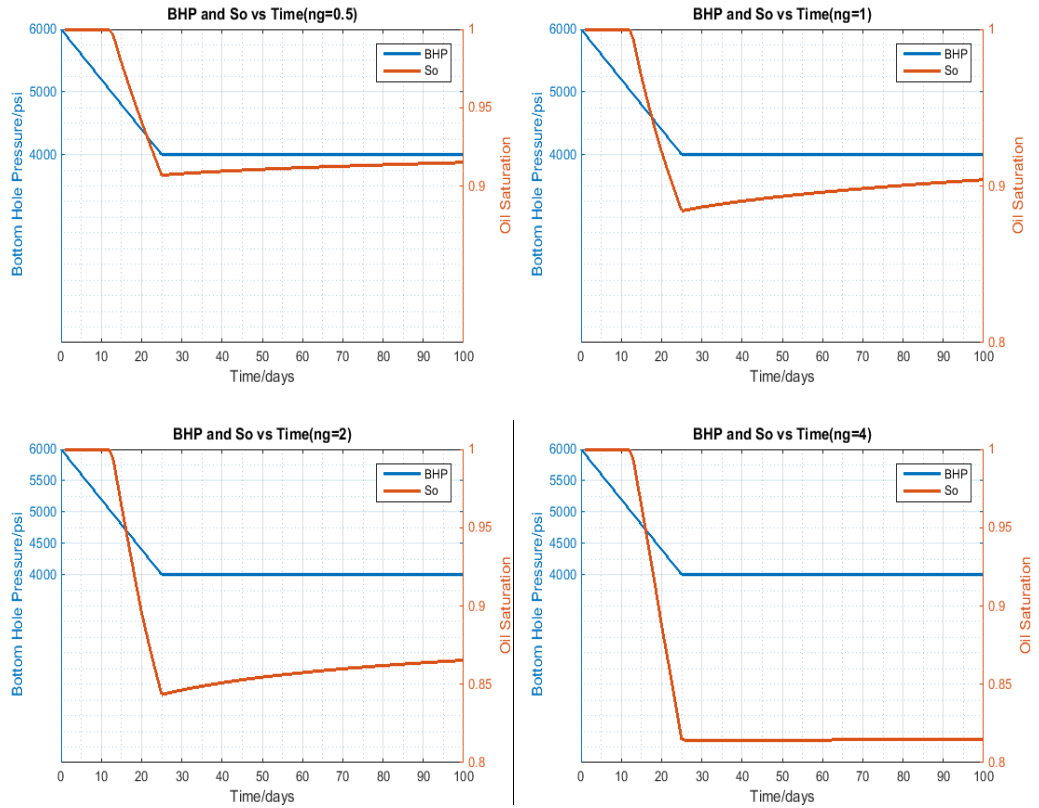 BHP and So vs Time(ng=0.5)
6000
5000
4000
Bottom Hole Pressure/psi
BHP
So
1
0.95
0.9
Oil Saturation
0 10 20 30 40 50 60 70 80 90 100
Time/days
BHP and So vs Time(ng=1)
6000
5000
4000
Bottom Hole Pressure/psi
BHP
So
1
0.9
0.8
Oil Saturation
0 10 20 30 40 50 60 70 80 90 100
Time/days
BHP and So vs Time(ng=2)
6000
5500
5000
4500
4000
Bottom Hole Pressure/psi
BHP
So
1
0.95
0.9
0.85
0.8
Oil Saturation
0 10 20 30 40 50 60 70 80 90 100
Time/days
BHP and So vs Time(ng=4)
6000
5500
5000
4500
4000
Bottom Hole Pressure/psi
BHP
So
1
0.95
0.9
0.85
0.8
Oil Saturation
0 10 20 30 40 50 60 70 80 90 100
Time/days